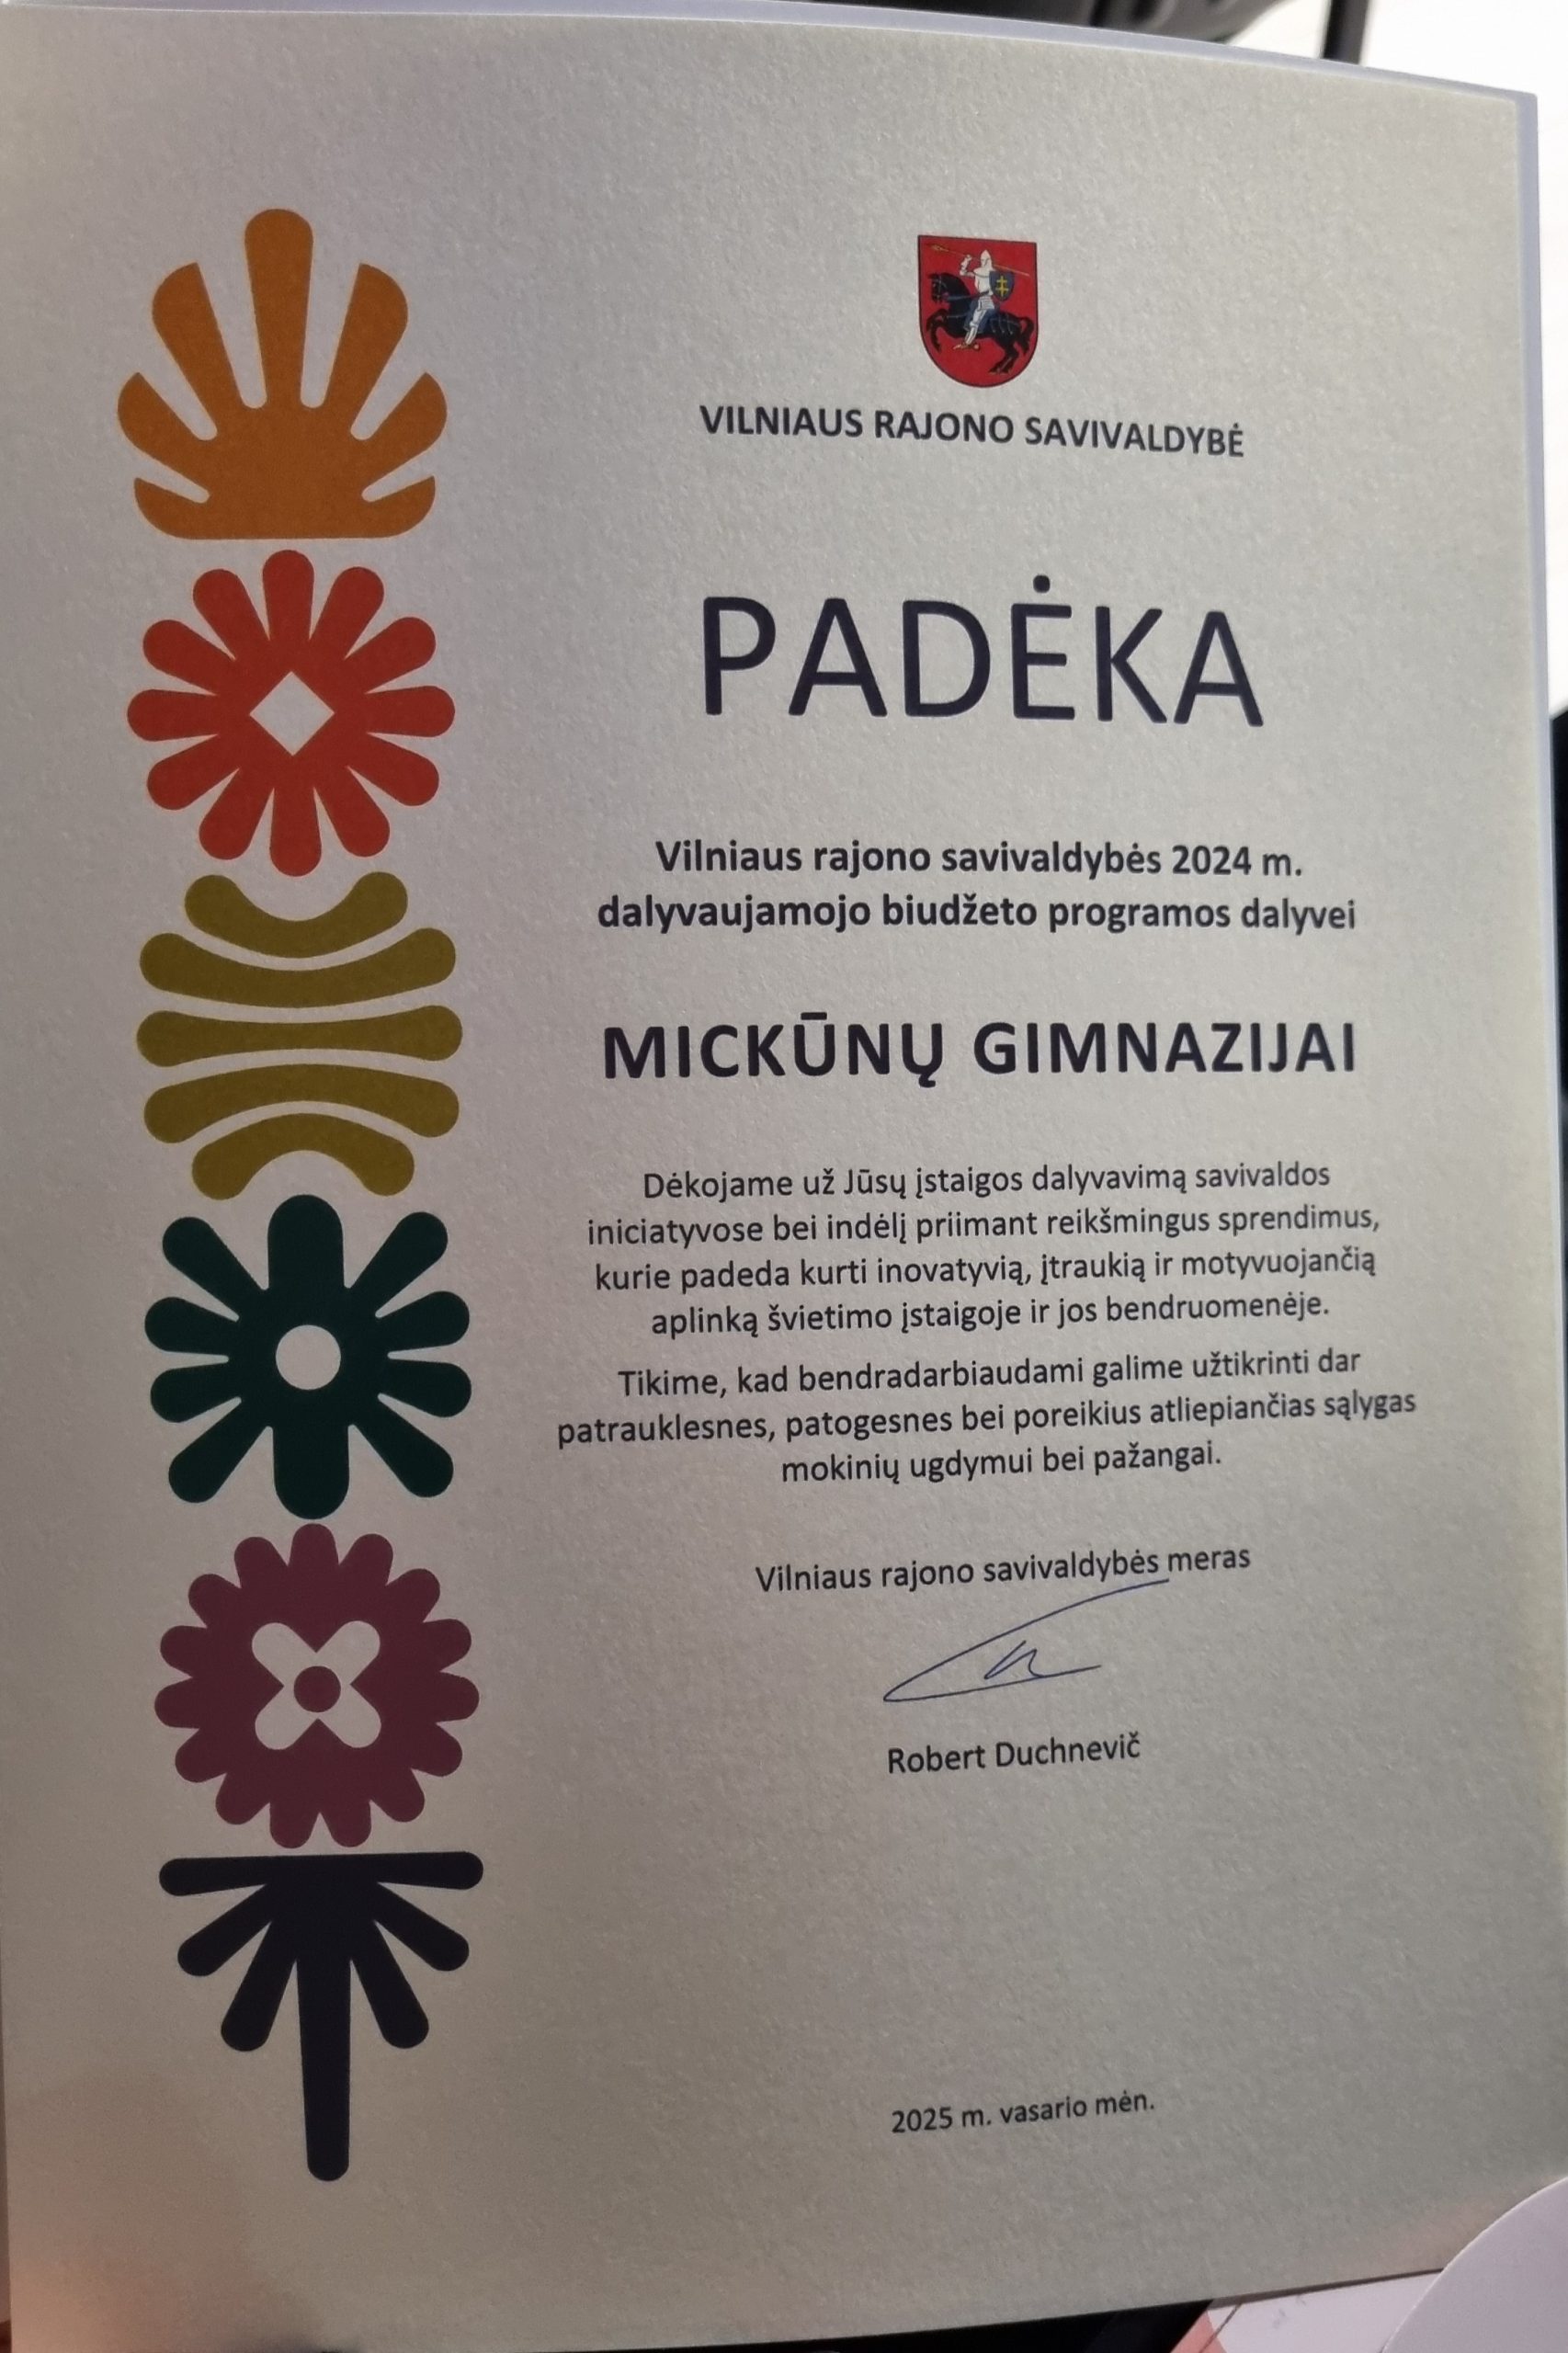 VILNIAUS RAJONO SAVIVALDYBĖ
PADĖKA
Vilniaus rajono savivaldybės 2024 m.
dalyvaujamojo biudžeto programos dalyvei
MICKŪNŲ GIMNAZIJAI
Dėkojame už Jūsų įstaigos dalyvavimą savivaldos
iniciatyvose bei indėlį priimant reikšmingus sprendimus,
kurie padeda kurti inovatyvią, įtraukią ir motyvuojančią
aplinką švietimo įstaigoje ir jos bendruomenėje.
Tikime, kad bendradarbiaudami galime užtikrinti dar
patrauklesnes, patogesnes bei poreikius atliepiančias sąlygas
mokinių ugdymui bei pažangai.
Vilniaus rajono savivaldybės meras
Robert Duchnevič
2025 m. vasario mėn.